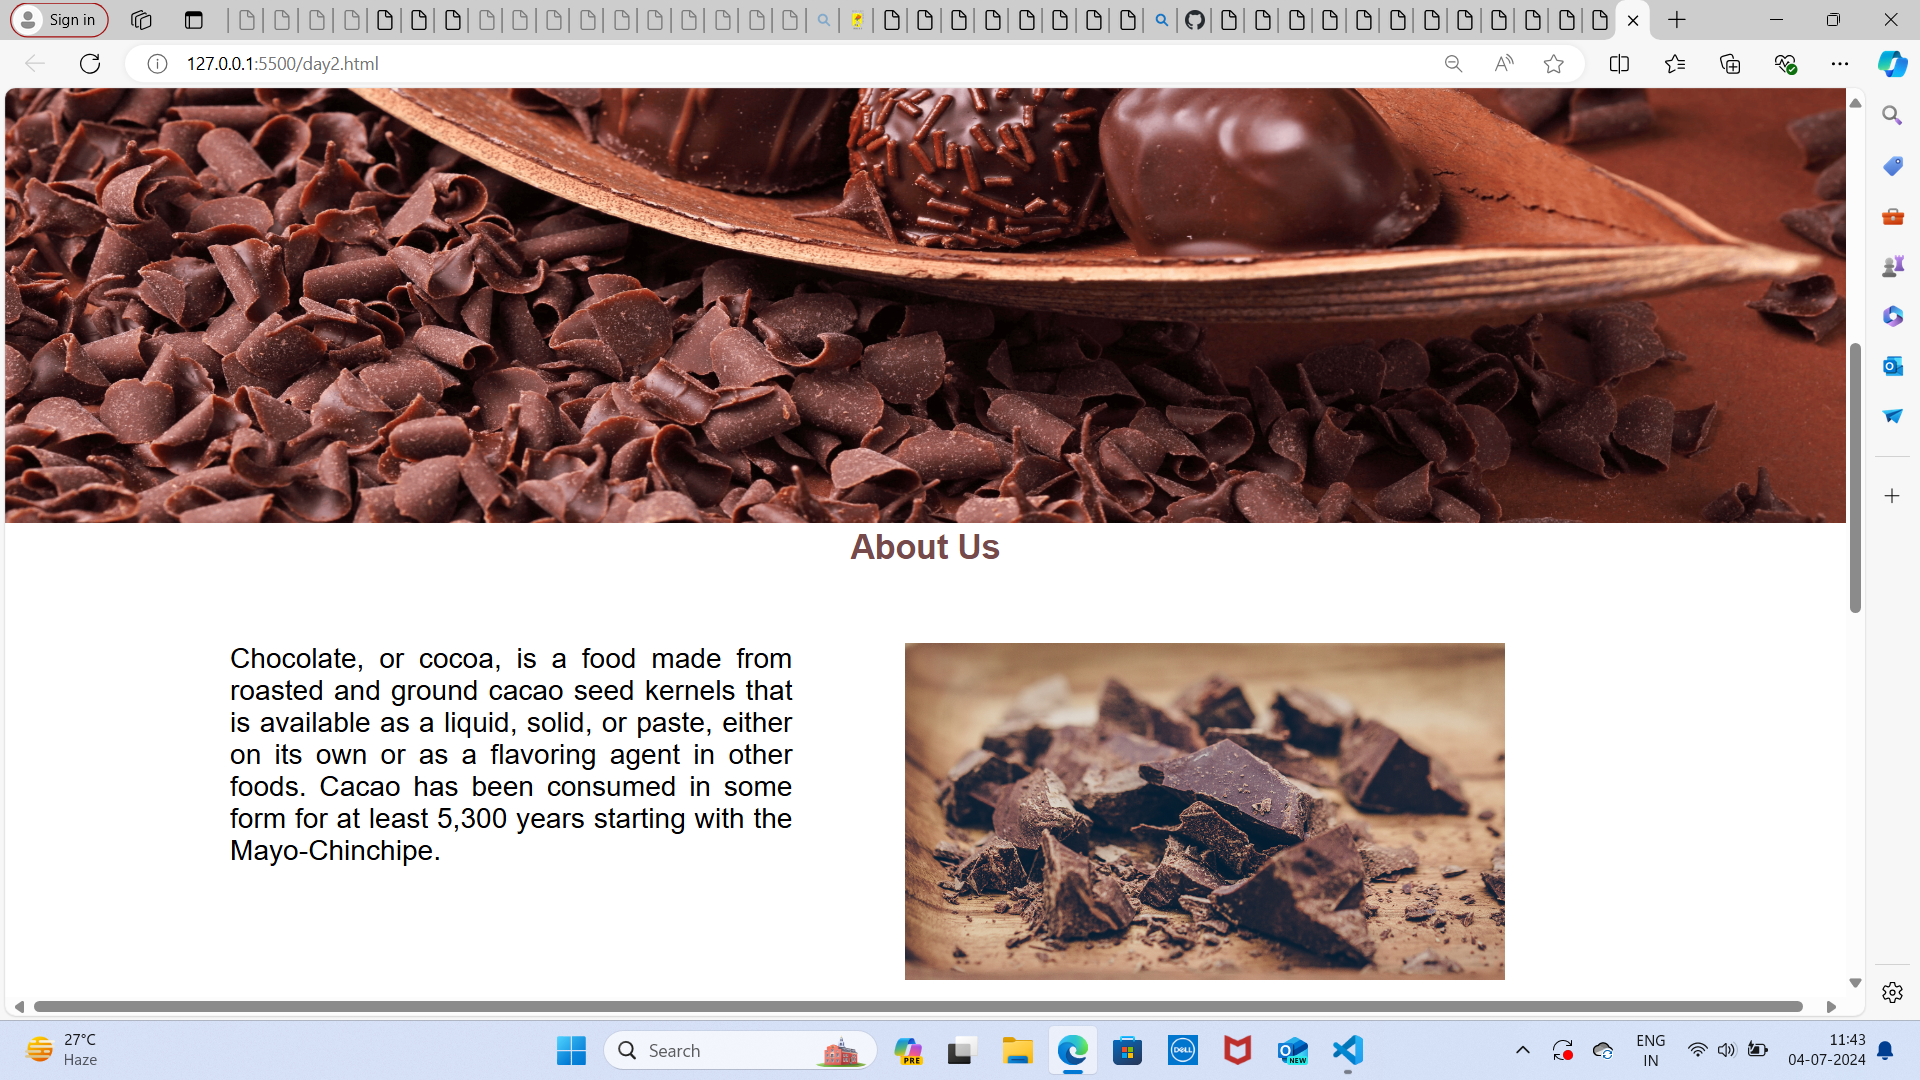 Sign in
127.0.0.1:5500/day2.html
About Us
Chocolate, or cocoa, is a food made from
roasted and ground cacao seed kernels that
is available as a liquid, solid, or paste, either
on its own or as a flavoring agent in other
foods. Cacao has been consumed in some
form for at least 5,300 years starting with the
Mayo-Chinchipe.
27°C
Haze
Search
PRE
DELL
NEW
ENG
IN
11:43
04-07-2024